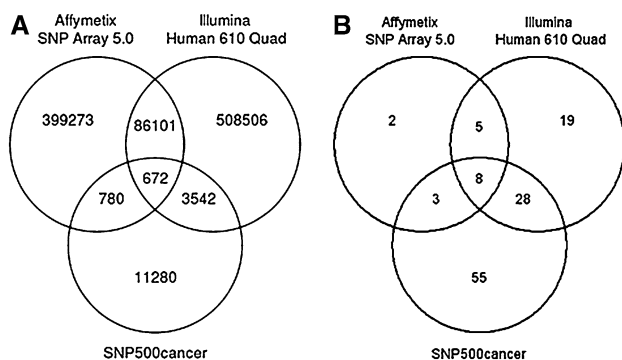 A
Affymetix
SNP Array 5.0
Illumina
Human 610 Quad
399273
86101
508506
672
780
3542
11280
SNP500cancer
B
Affymetix
SNP Array 5.0
Illumina
Human 610 Quad
2
5
19
8
3
28
55
SNP500cancer